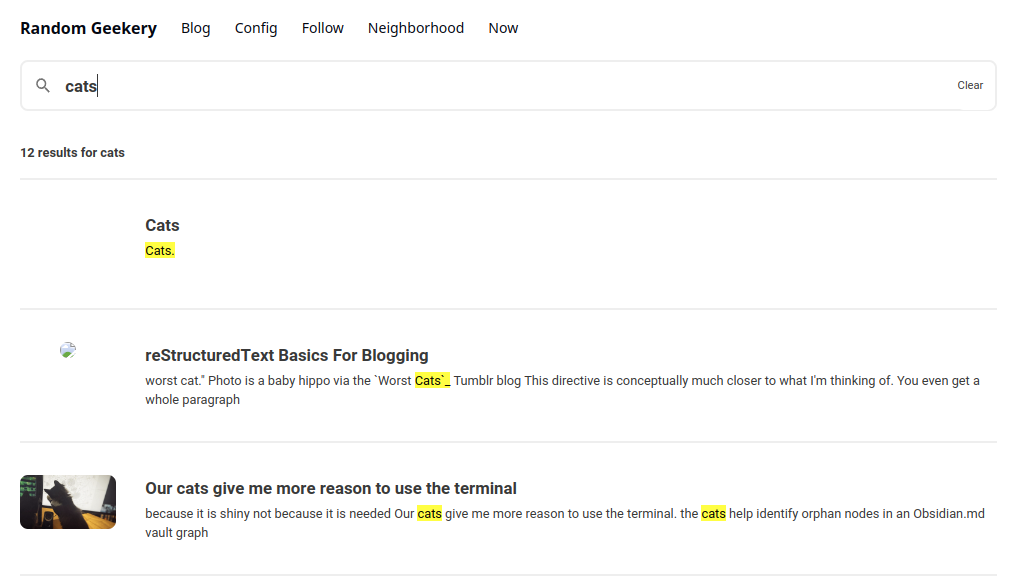 Random Geekery Blog Config Follow Neighborhood Now
cats Clear
12 results for cats
Cats
Cats.
reStructuredText Basics For Blogging
worst cat." Photo is a baby hippo via the `Worst Cats`_ Tumblr blog This directive is conceptually much closer to what I'm thinking of. You even get a
whole paragraph
Our cats give me more reason to use the terminal
because it is shiny not because it is needed Our cats give me more reason to use the terminal. the cats help identify orphan nodes in an Obsidian.md
vault graph